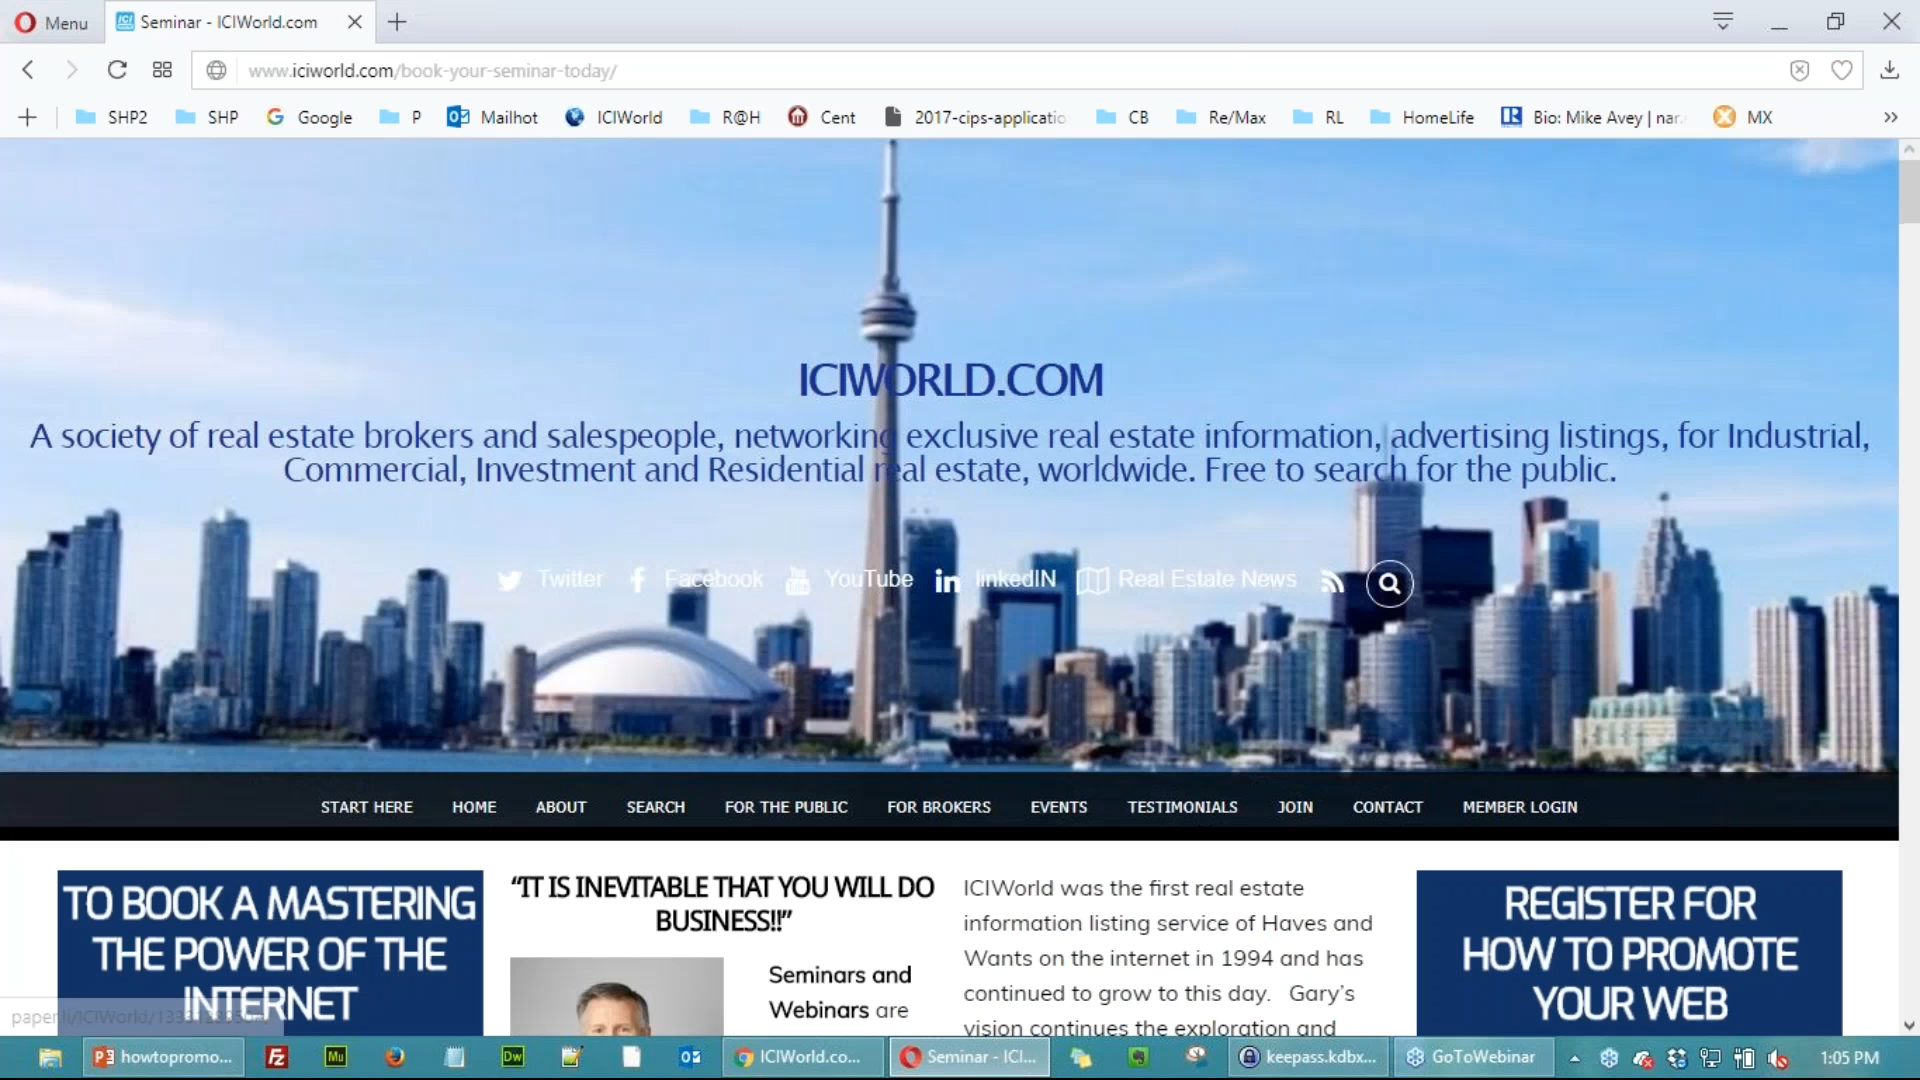 Menu
Seminar - ICIWorld.com
www.iciworld.com/book-your-seminar-today/
SHP2
SHP
Google
P
Mailhot
ICIWorld
R@H
Cent
2017-cips-applicatio
CB
Re/Max
RL
HomeLife
Bio: Mike Avey | nar.
MX
ICIWORLD.COM
A society of real estate brokers and salespeople, networking exclusive real estate information, advertising listings, for Industrial,
Commercial, Investment and Residential real estate, worldwide. Free to search for the public.
Twitter
Facebook
YouTube
linkedIN
Real Estate News
START HERE
HOME
ABOUT
SEARCH
FOR THE PUBLIC
FOR BROKERS
EVENTS
TESTIMONIALS
JOIN
CONTACT
MEMBER LOGIN
TO BOOK A MASTERING
THE POWER OF THE
INTERNET
“IT IS INEVITABLE THAT YOU WILL DO
BUSINESS!!”
Seminars and
Webinars are
ICIWorld was the first real estate
information listing service of Haves and
Wants on the internet in 1994 and has
continued to grow to this day. Gary’s
vision continues the exploration and
REGISTER FOR
HOW TO PROMOTE
YOUR WEB
howtopromo...
ICIWorld.co...
Seminar - ICI...
keepass.kdbx...
GoToWebinar
1:05 PM